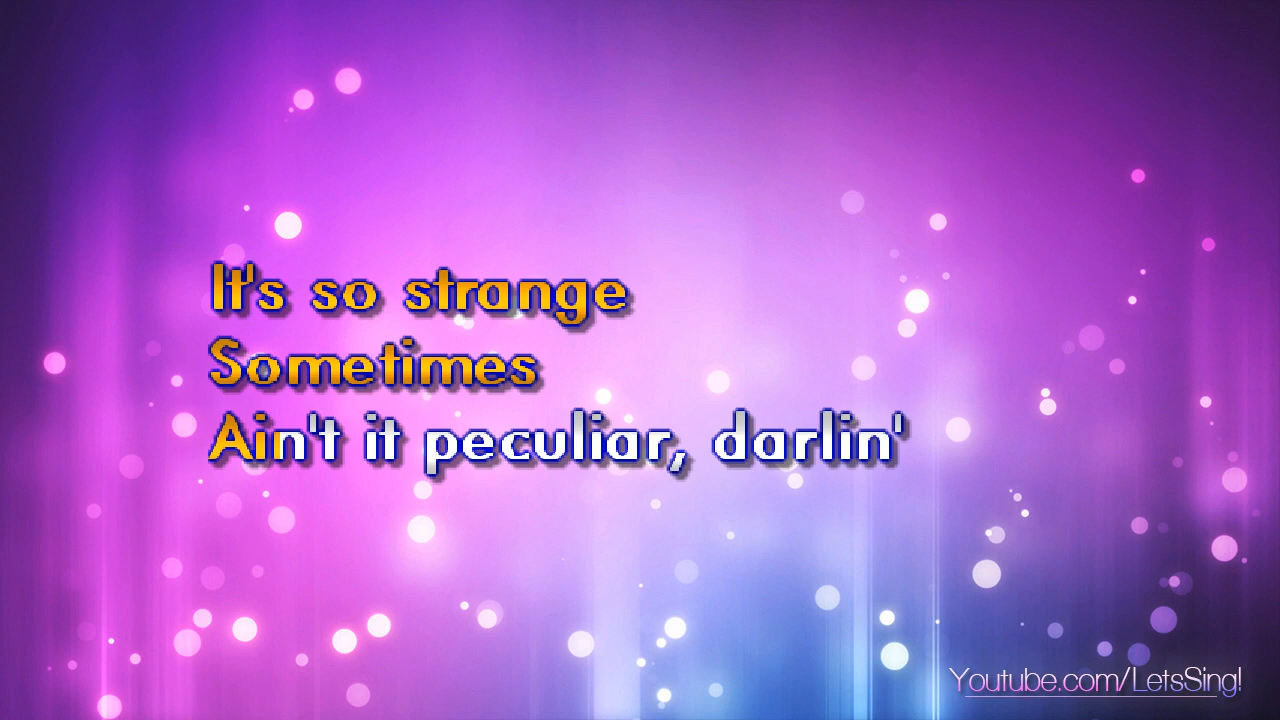 It's so strange
Sometimes
Ain't it peculiar, darlin'
Youtube.com/LetsSing!